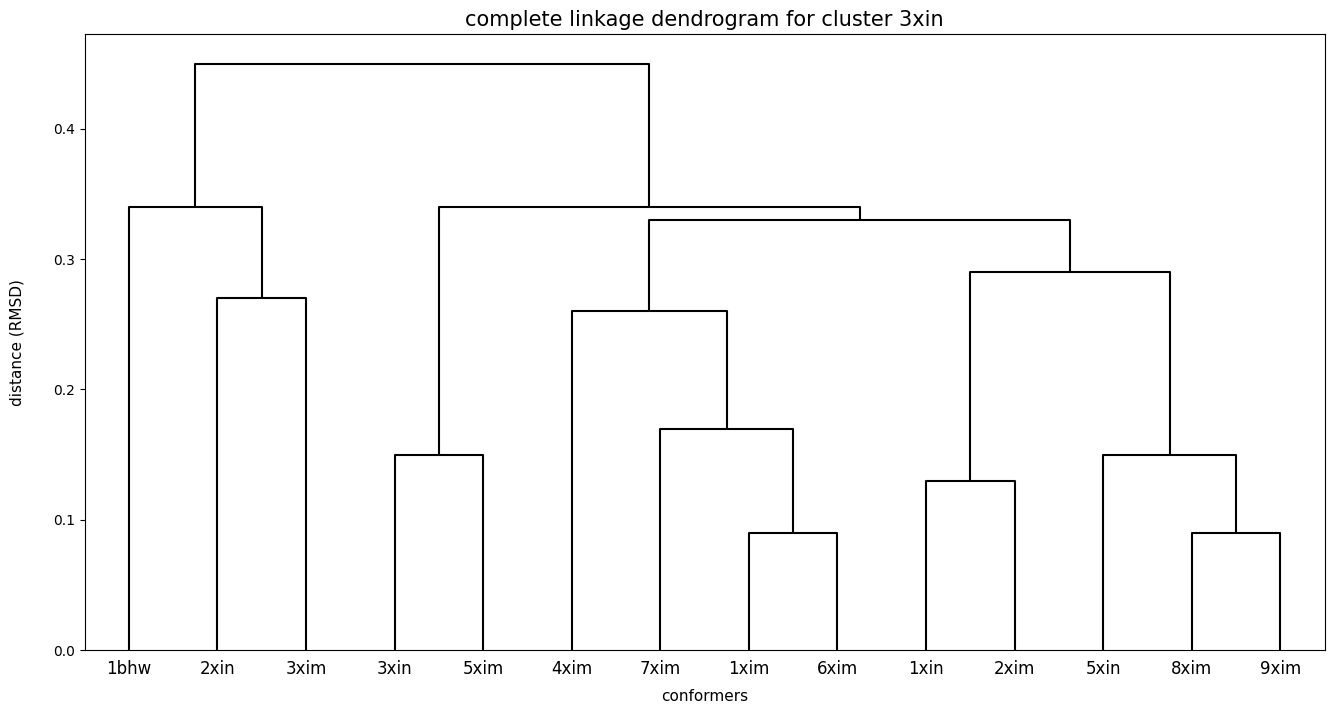 complete linkage dendrogram for cluster 3xin
0.4
0.3
0.2
0.1
0.0
distance (RMSD)
1bhw 2xin 3xim 3xin 5xim 4xim 7xim 1xim 6xim 1xin 2xim 5xin 8xim 9xim
conformers